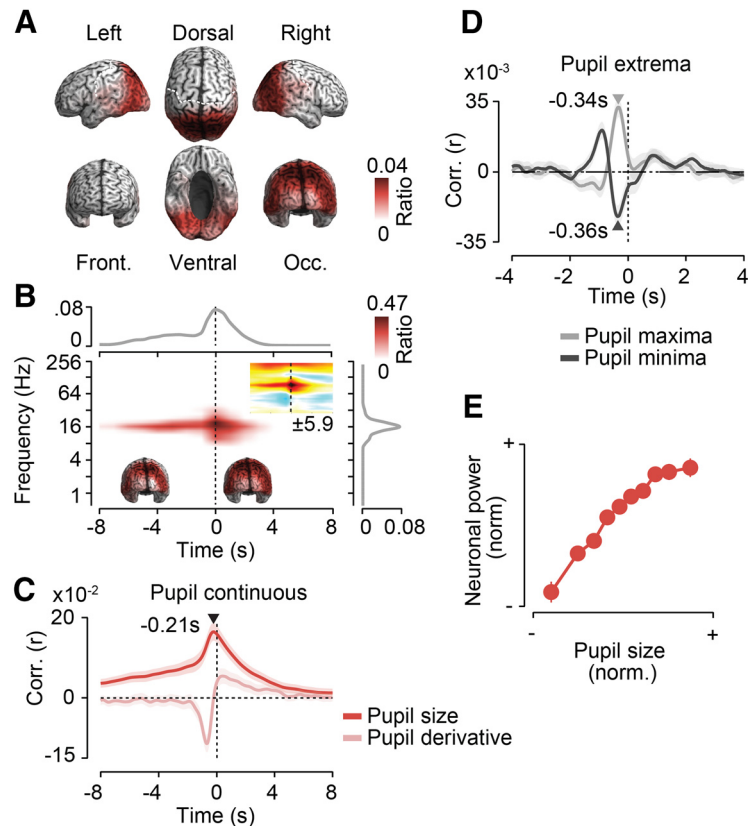 A
Left
Dorsal
Right
0.04
0
Ratio
Front.
Ventral
Occ.
B
.08
0
0.47
0
Ratio
Frequency (Hz)
256
64
16
4
1
±5.9
-8
-4
0
4
8
Time (s)
0
0.08
C
x10-2
Pupil continuous
-0.21s
Corr. (r)
20
0
-15
Pupil size
Pupil derivative
-8
-4
0
4
8
Time (s)
D
x10-3
Pupil extrema
-0.34s
-0.36s
Corr. (r)
35
0
-35
-4
-2
0
2
4
Time (s)
Pupil maxima
Pupil minima
E
Neuronal power
(norm)
+
-
-
+
Pupil size
(norm.)